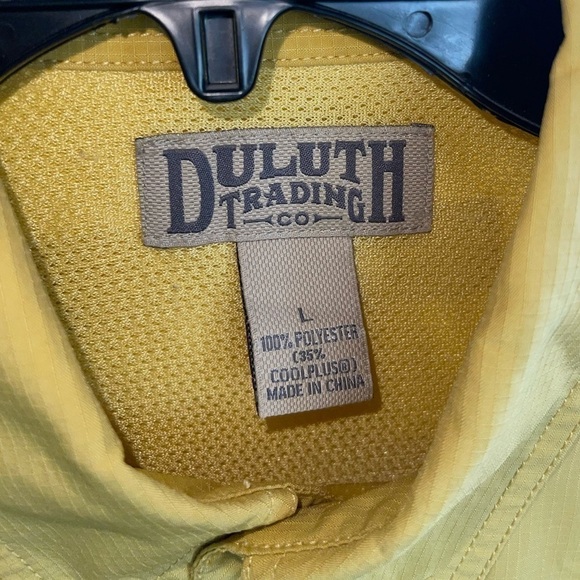 DULUTH
TRADING
CO
L
100% POLYESTER
(35%
COOLPLUS®)
MADE IN CHINA